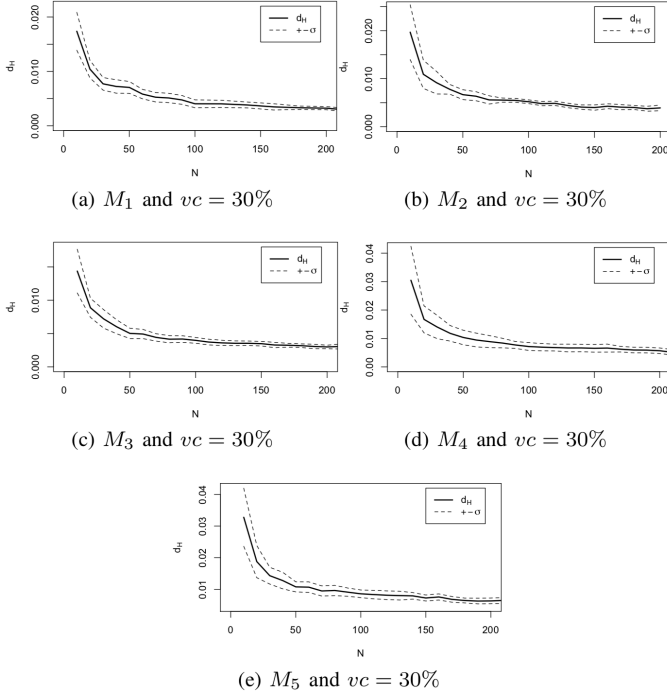 0.020
0.010
0.000
d_H
d_H
+−σ
0 50 100 150 200
N
(a) M_1 and vc = 30%
0.020
0.010
0.000
d_H
d_H
+−σ
0 50 100 150 200
N
(b) M_2 and vc = 30%
0.010
0.000
d_H
d_H
+−σ
0 50 100 150 200
N
(c) M_3 and vc = 30%
0.04
0.03
0.02
0.01
0.00
d_H
d_H
+−σ
0 50 100 150 200
N
(d) M_4 and vc = 30%
0.04
0.03
0.02
0.01
d_H
d_H
+−σ
0 50 100 150 200
N
(e) M_5 and vc = 30%